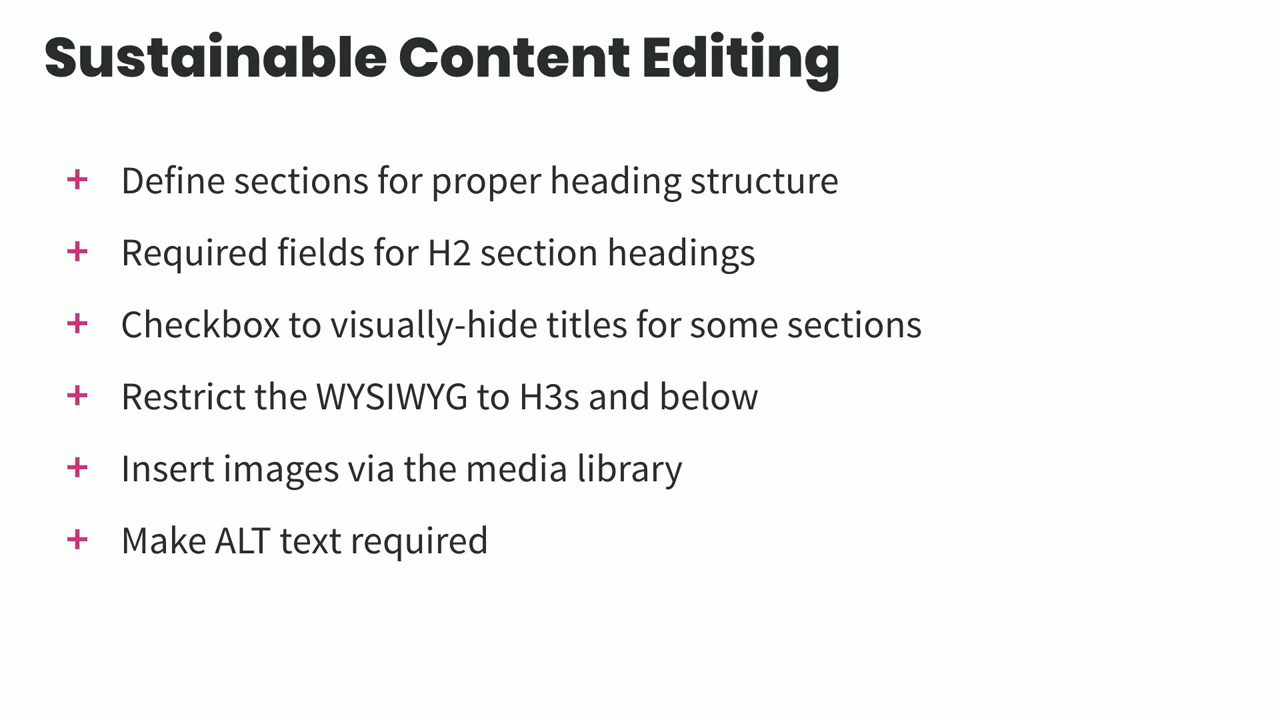 Sustainable Content Editing
+ Define sections for proper heading structure
+ Required fields for H2 section headings
+ Checkbox to visually-hide titles for some sections
+ Restrict the WYSIWYG to H3s and below
+ Insert images via the media library
+ Make ALT text required